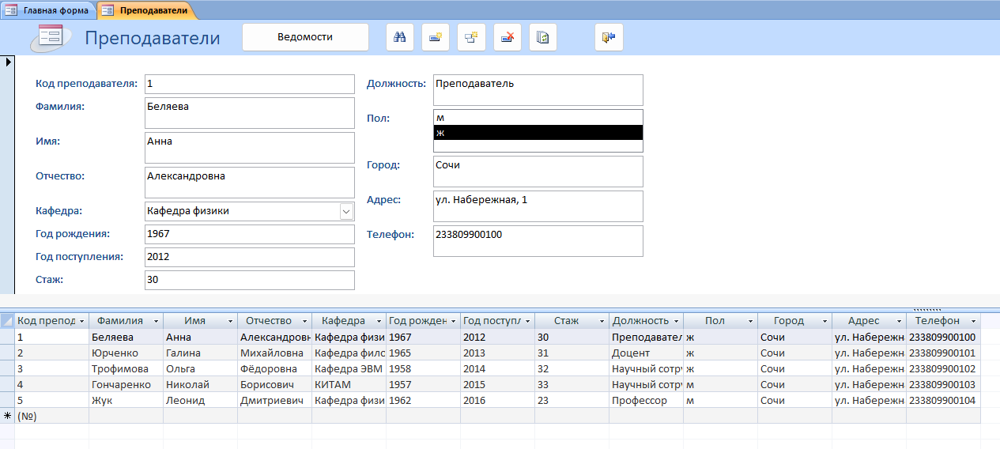 Главная форма Преподаватели
Преподаватели Ведомости
Код преподавателя: 1 Должность: Преподаватель
Фамилия: Беляева Пол: м
ж
Имя: Анна Город: Сочи
Отчество: Александровна Адрес: ул. Набережная, 1
Кафедра: Кафедра физики
Год рождения: 1967 Телефон: 233809900100
Год поступления: 2012
Стаж: 30
Код препод Фамилия Имя Отчество Кафедра Год рожден Год поступл Стаж Должность Пол Город Адрес Телефон
1 Беляева Анна Александровн Кафедра физи 1967 2012 30 Преподавател ж Сочи ул. Набережн 233809900100
2 Юрченко Галина Михайловна Кафедра фило 1965 2013 31 Доцент ж Сочи ул. Набережн 233809900101
3 Трофимова Ольга Фёдоровна Кафедра ЭВМ 1958 2014 32 Научный сотру ж Сочи ул. Набережн 233809900102
4 Гончаренко Николай Борисович КИТАМ 1957 2015 33 Научный сотру м Сочи ул. Набережн 233809900103
5 Жук Леонид Дмитриевич Кафедра физи 1962 2016 23 Профессор м Сочи ул. Набережн 233809900104
(№)